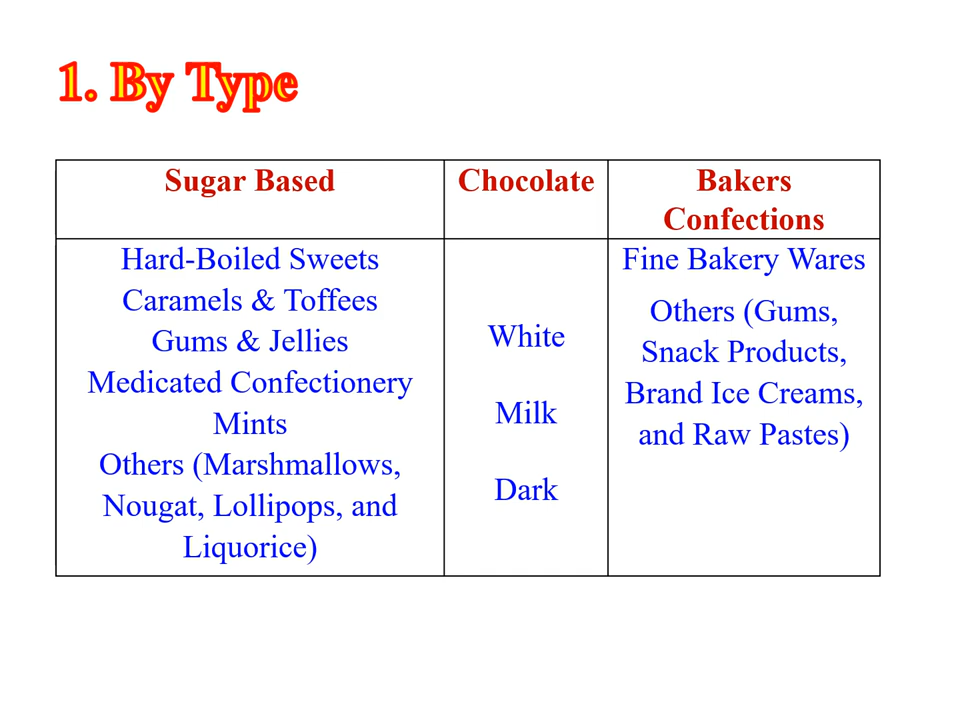 1. By Type
Sugar Based
Chocolate
Bakers
Confections
Hard-Boiled Sweets
Caramels & Toffees
Gums & Jellies
Medicated Confectionery
Mints
Others (Marshmallows,
Nougat, Lollipops, and
Liquorice)
White
Milk
Dark
Fine Bakery Wares
Others (Gums,
Snack Products,
Brand Ice Creams,
and Raw Pastes)